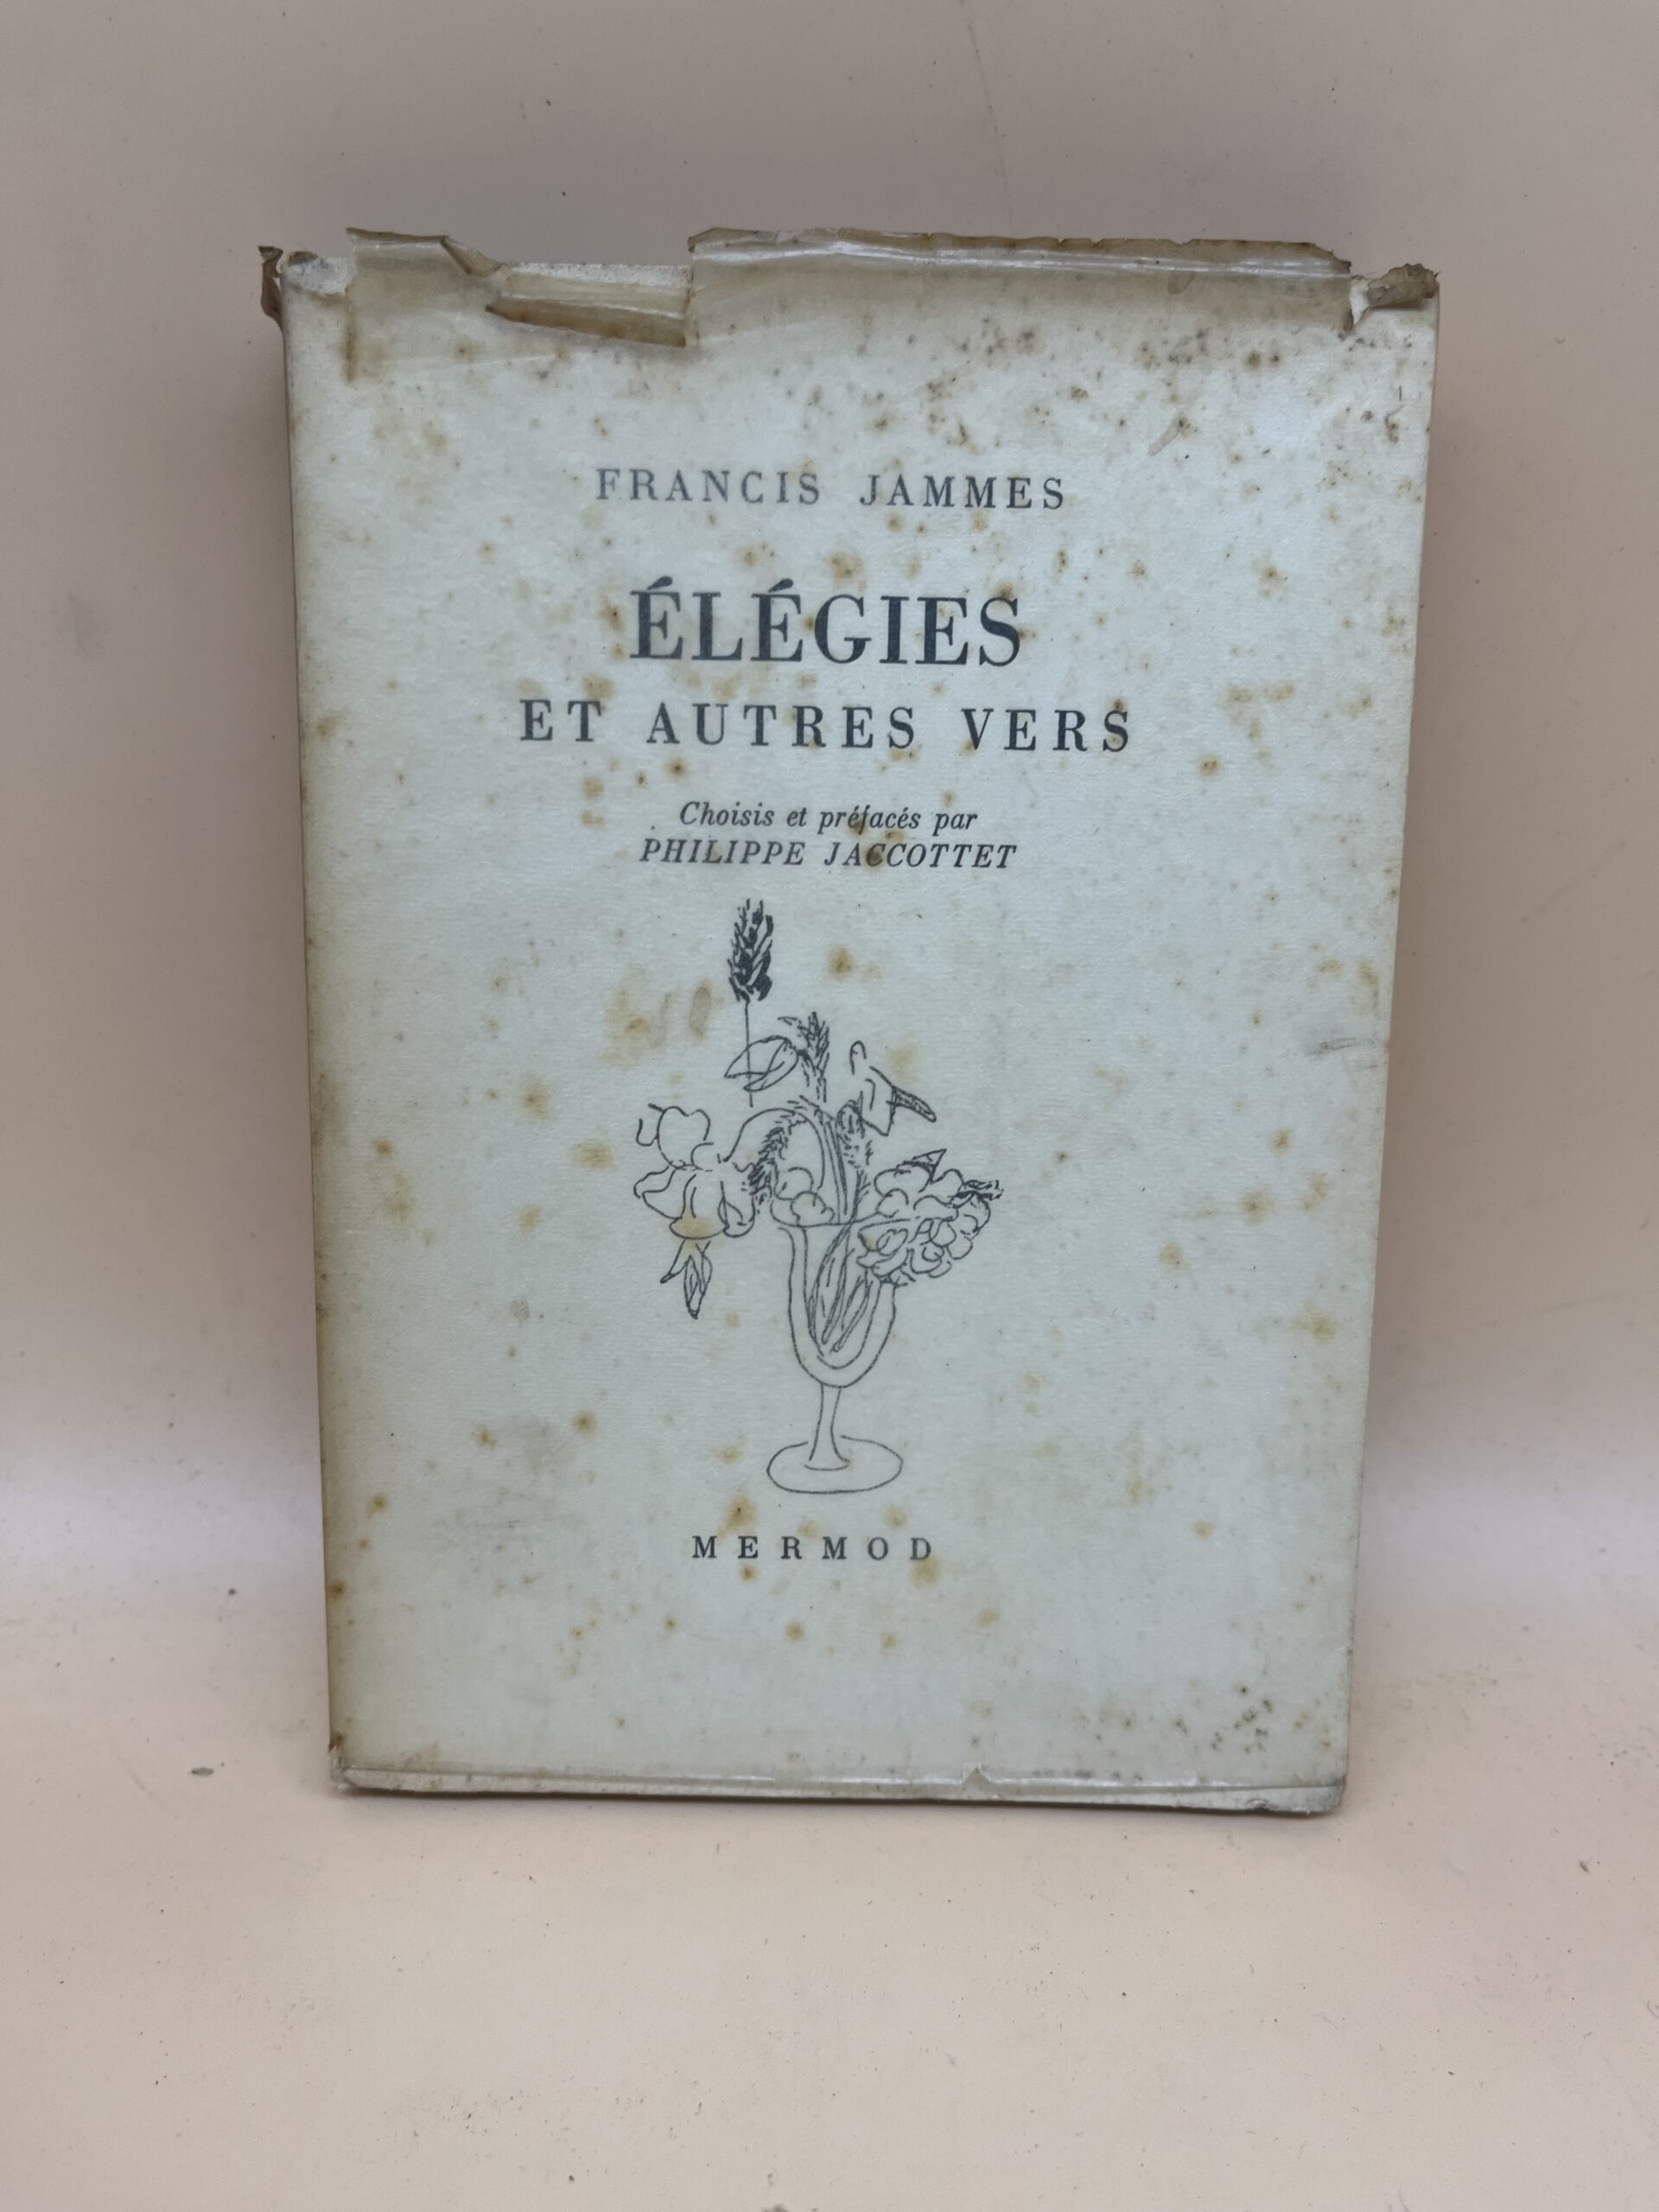 FRANCIS JAMMES
ÉLÉGIES
ET AUTRES VERS
Choisis et préfacés par
PHILIPPE JACCOTTET
MERMOD